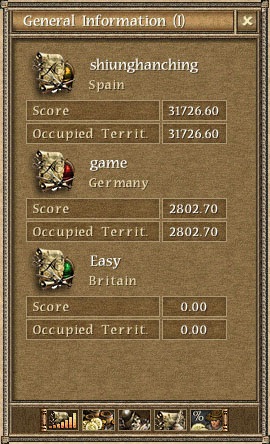 General Information (I)
shiunghanching
Spain
Score 31726.60
Occupied Territ. 31726.60
game
Germany
Score 2802.70
Occupied Territ. 2802.70
Easy
Britain
Score 0.00
Occupied Territ. 0.00
%